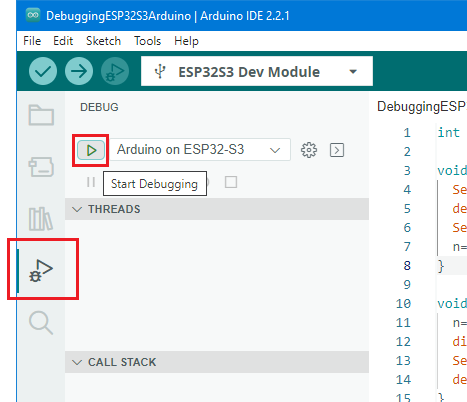 DebuggingESP32S3Arduino | Arduino IDE 2.2.1
File Edit Sketch Tools Help
ESP32S3 Dev Module
DEBUG
Arduino on ESP32-S3
Start Debugging
THREADS
CALL STACK
DebuggingESP
1 int
2
3 void
4 Se
5 de
6 Se
7 n=
8 }
9
10 void
11 n=
12 di
13 Se
14 de
15 }